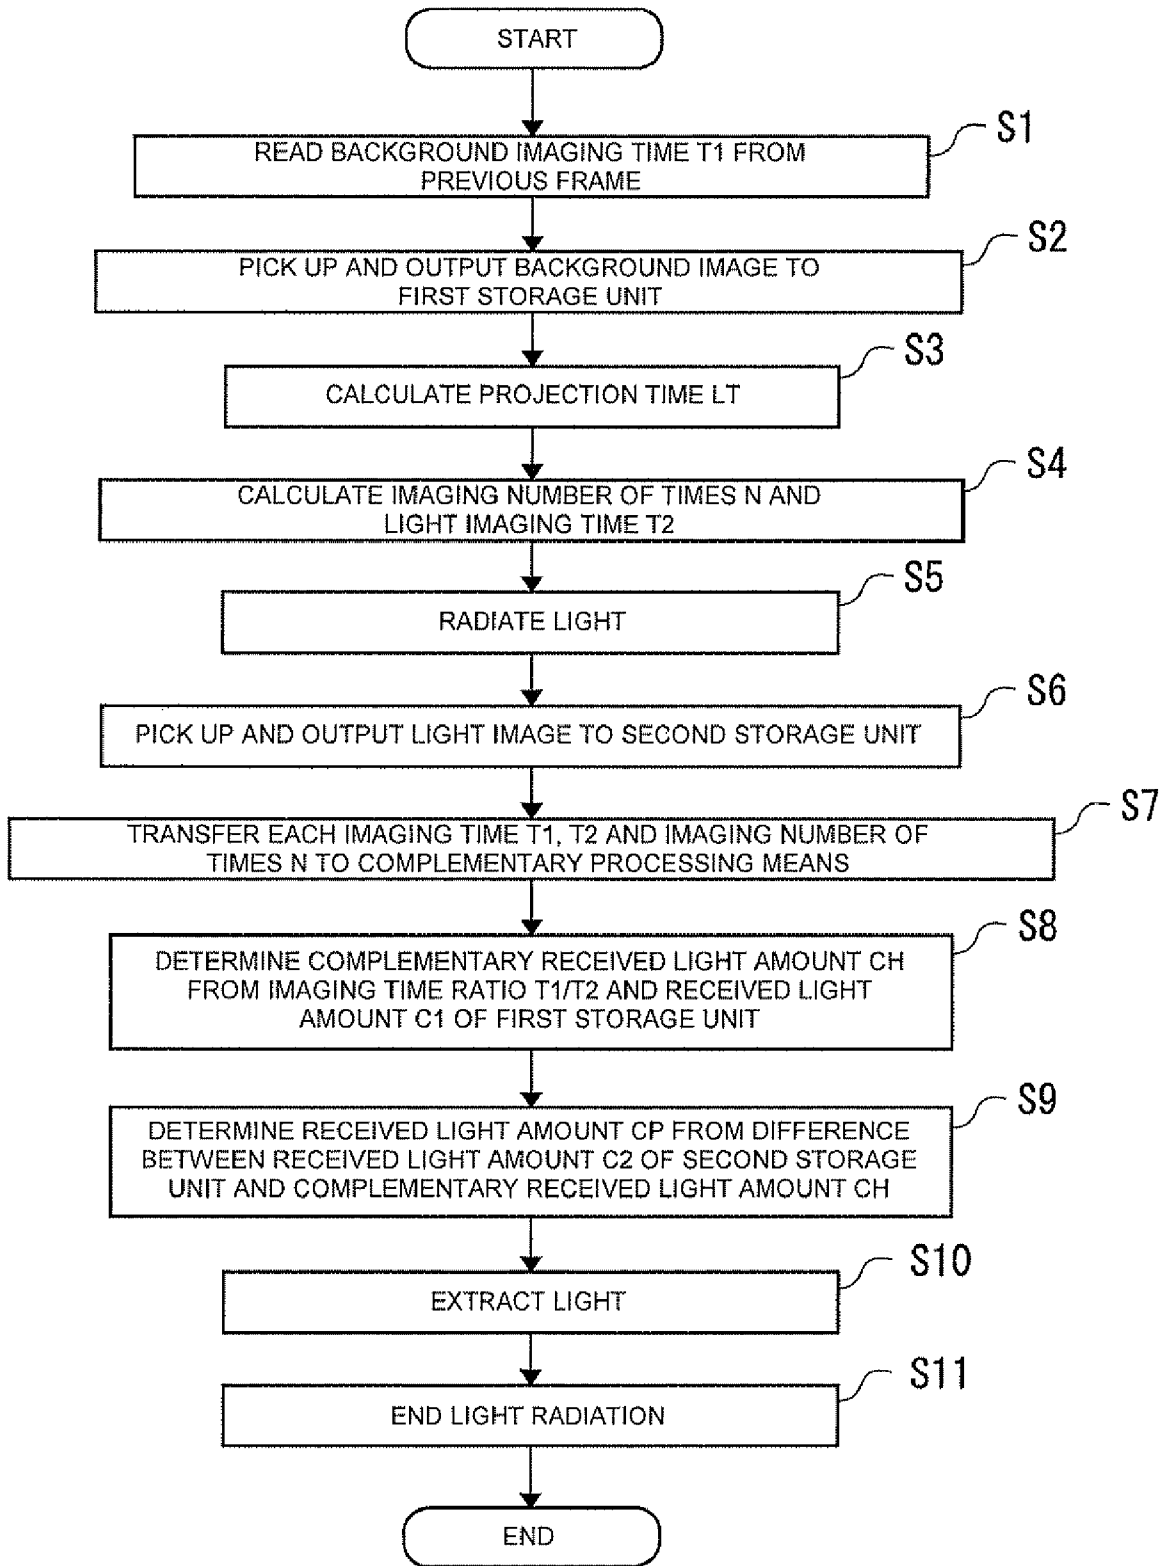 START
S1
READ BACKGROUND IMAGING TIME T1 FROM
PREVIOUS FRAME
S2
PICK UP AND OUTPUT BACKGROUND IMAGE TO
FIRST STORAGE UNIT
S3
CALCULATE PROJECTION TIME LT
S4
CALCULATE IMAGING NUMBER OF TIMES N AND
LIGHT IMAGING TIME T2
S5
RADIATE LIGHT
S6
PICK UP AND OUTPUT LIGHT IMAGE TO SECOND STORAGE UNIT
S7
TRANSFER EACH IMAGING TIME T1, T2 AND IMAGING NUMBER OF
TIMES N TO COMPLEMENTARY PROCESSING MEANS
S8
DETERMINE COMPLEMENTARY RECEIVED LIGHT AMOUNT CH
FROM IMAGING TIME RATIO T1/T2 AND RECEIVED LIGHT
AMOUNT C1 OF FIRST STORAGE UNIT
S9
DETERMINE RECEIVED LIGHT AMOUNT CP FROM DIFFERENCE
BETWEEN RECEIVED LIGHT AMOUNT C2 OF SECOND STORAGE
UNIT AND COMPLEMENTARY RECEIVED LIGHT AMOUNT CH
S10
EXTRACT LIGHT
S11
END LIGHT RADIATION
END